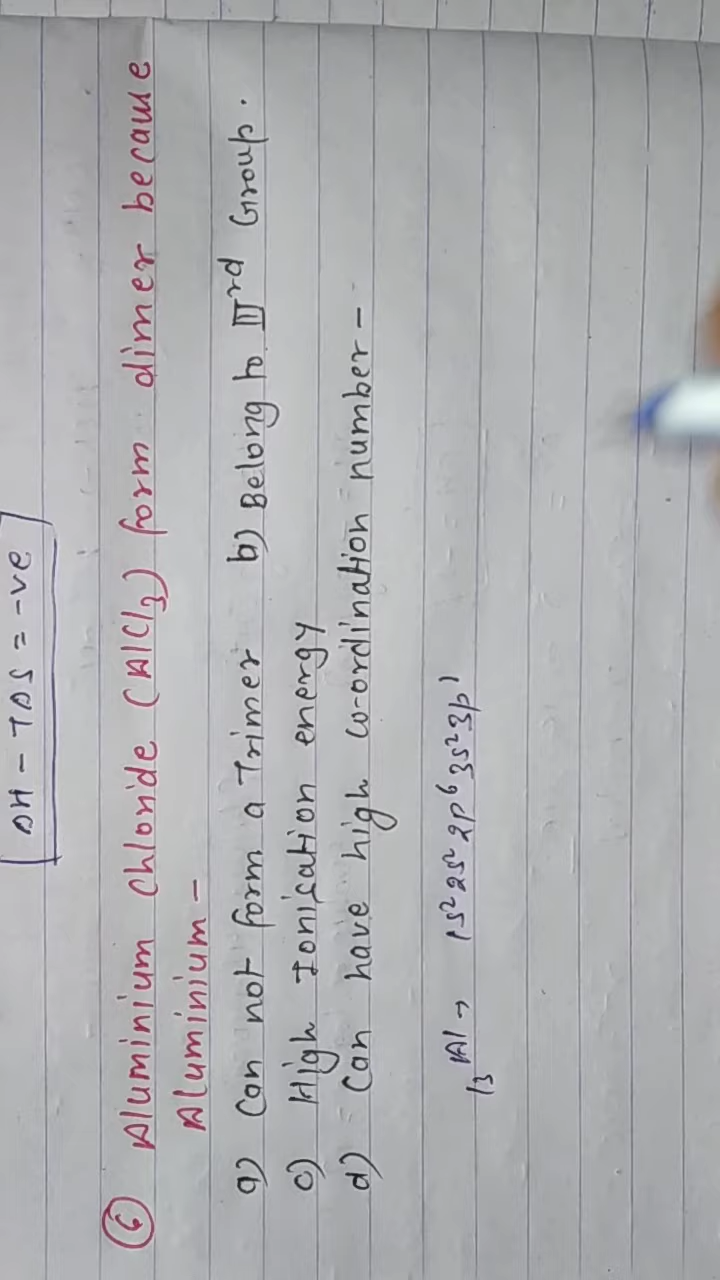 ΔH - TΔS = -ve
⑥ Aluminium Chloride (AlCl₃) form dimer because
Aluminium -
a) Can not form a Trimer b) Belong to IIIrd Group.
c) High Ionisation energy
d) Can have high co-ordination number -
₁₃Al → 1s² 2s² 2p⁶ 3s² 3p¹